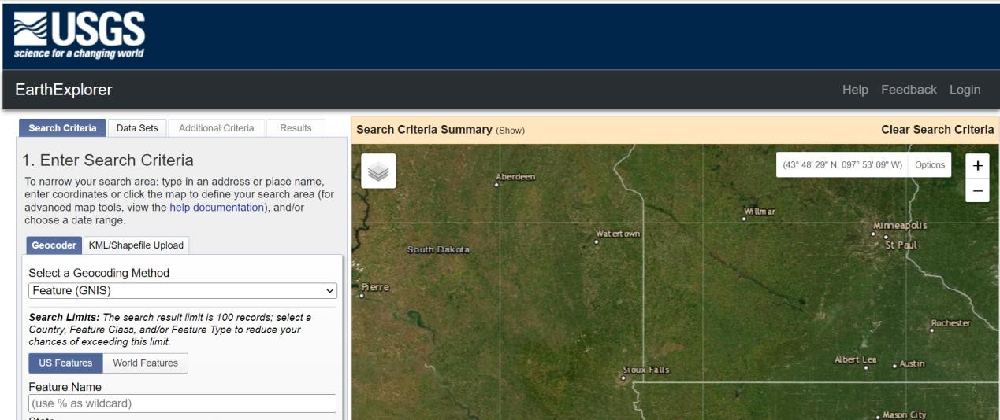 USGS
science for a changing world
EarthExplorer
Help Feedback Login
Search Criteria Data Sets Additional Criteria Results
1. Enter Search Criteria
To narrow your search area: type in an address or place name,
enter coordinates or click the map to define your search area (for
advanced map tools, view the help documentation), and/or
choose a date range.
Geocoder KML/Shapefile Upload
Select a Geocoding Method
Feature (GNIS)
Search Limits: The search result limit is 100 records; select a
Country, Feature Class, and/or Feature Type to reduce your
chances of exceeding this limit.
US Features World Features
Feature Name
(use % as wildcard)
State
Search Criteria Summary (Show) Clear Search Criteria
(43° 48' 29" N, 097° 53' 09" W) Options
+
−
Aberdeen
Willmar
Minneapolis
Watertown
St Paul
South Dakota
Pierre
Rochester
Albert Lea
Austin
Sioux Falls
Mason City